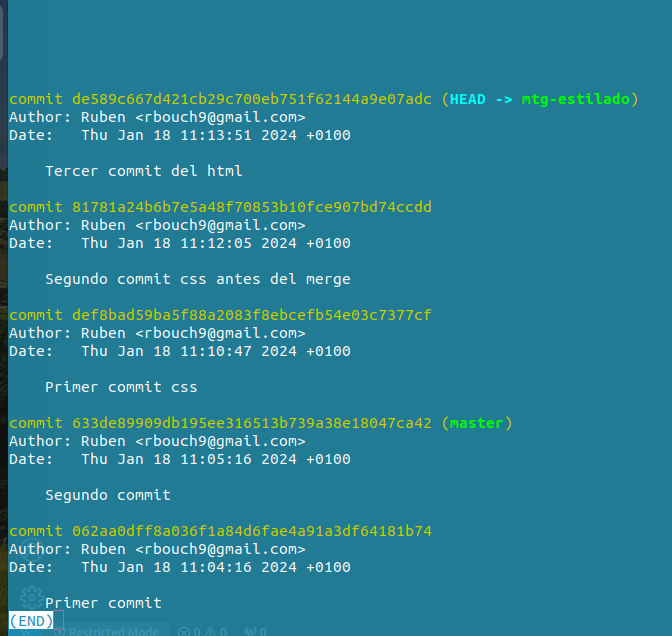 commit de589c667d421cb29c700eb751f62144a9e07adc (HEAD -> mtg-estilado)
Author: Ruben <rbouch9@gmail.com>
Date:   Thu Jan 18 11:13:51 2024 +0100
Tercer commit del html
commit 81781a24b6b7e5a48f70853b10fce907bd74ccdd
Author: Ruben <rbouch9@gmail.com>
Date:   Thu Jan 18 11:12:05 2024 +0100
Segundo commit css antes del merge
commit def8bad59ba5f88a2083f8ebcefb54e03c7377cf
Author: Ruben <rbouch9@gmail.com>
Date:   Thu Jan 18 11:10:47 2024 +0100
Primer commit css
commit 633de89909db195ee316513b739a38e18047ca42 (master)
Author: Ruben <rbouch9@gmail.com>
Date:   Thu Jan 18 11:05:16 2024 +0100
Segundo commit
commit 062aa0dff8a036f1a84d6fae4a91a3df64181b74
Author: Ruben <rbouch9@gmail.com>
Date:   Thu Jan 18 11:04:16 2024 +0100
Primer commit
(END)
Restricted Mode 0 0 0